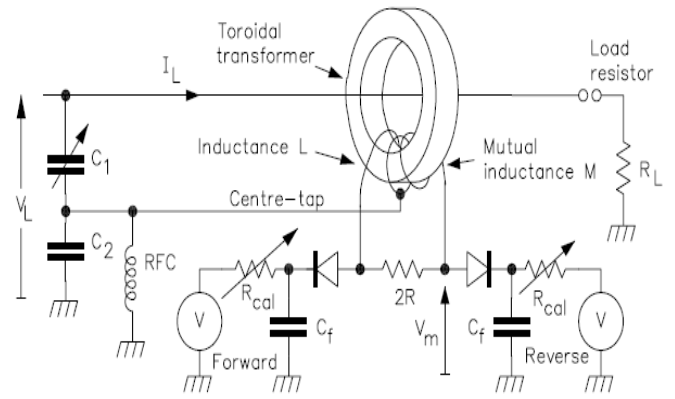 Toroidal
transformer
I_L
Load
resistor
Inductance L
Mutual
inductance M
C_1
R_L
V_L
Centre-tap
C_2
RFC
R_cal
2R
R_cal
V
C_f
V_m
C_f
V
Forward
Reverse